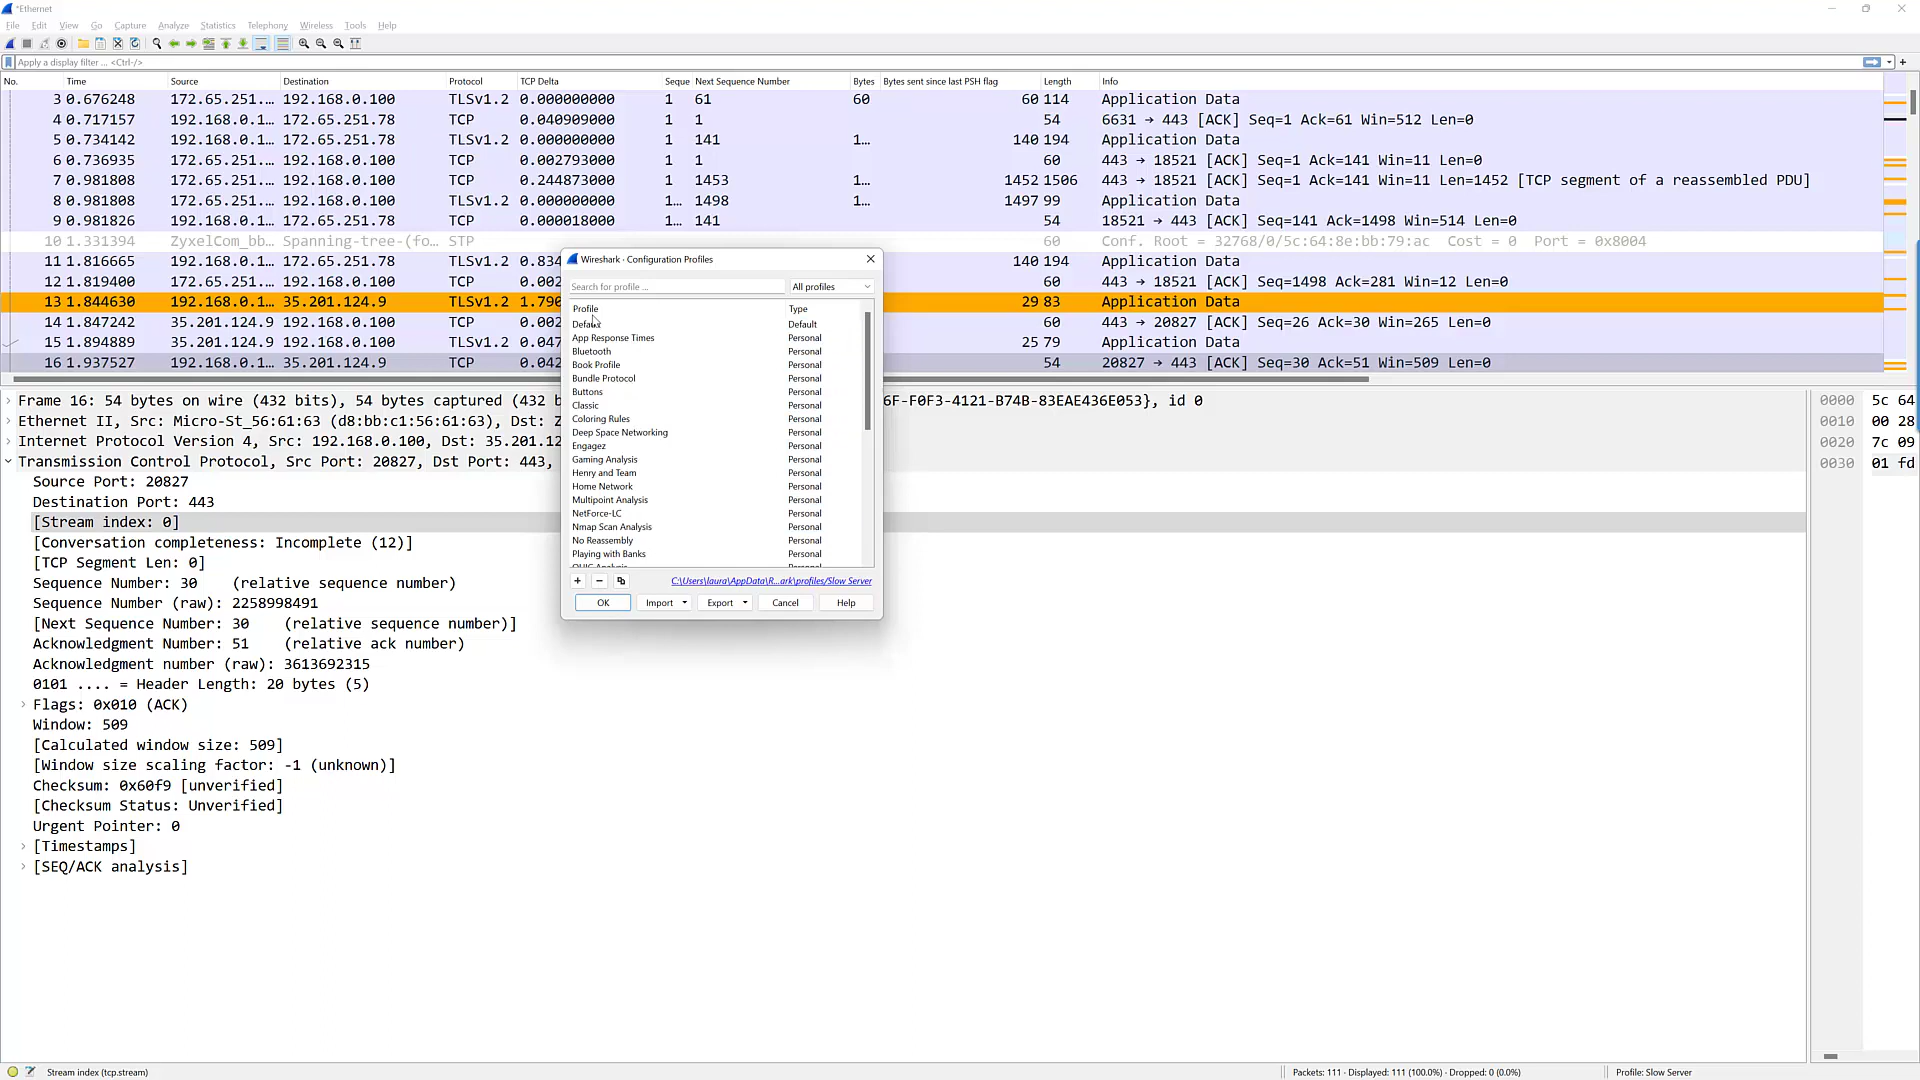 *Ethernet
File Edit View Go Capture Analyze Statistics Telephony Wireless Tools Help
Apply a display filter ... <Ctrl-/>
No. Time Source Destination Protocol TCP Delta Seque Next Sequence Number Bytes Bytes sent since last PSH flag Length Info
3 0.676248 172.65.251.… 192.168.0.100 TLSv1.2 0.000000000 1 61 60 60 114 Application Data
4 0.717157 192.168.0.1… 172.65.251.78 TCP 0.040909000 1 1 54 6631 → 443 [ACK] Seq=1 Ack=61 Win=512 Len=0
5 0.734142 192.168.0.1… 172.65.251.78 TLSv1.2 0.000000000 1 141 1… 140 194 Application Data
6 0.736935 172.65.251.… 192.168.0.100 TCP 0.002793000 1 1 60 443 → 18521 [ACK] Seq=1 Ack=141 Win=11 Len=0
7 0.981808 172.65.251.… 192.168.0.100 TCP 0.244873000 1 1453 1… 1452 1506 443 → 18521 [ACK] Seq=1 Ack=141 Win=11 Len=1452 [TCP segment of a reassembled PDU]
8 0.981808 172.65.251.… 192.168.0.100 TLSv1.2 0.000000000 1… 1498 1… 1497 99 Application Data
9 0.981826 192.168.0.1… 172.65.251.78 TCP 0.000018000 1… 141 54 18521 → 443 [ACK] Seq=141 Ack=1498 Win=514 Len=0
10 1.331394 ZyxelCom_bb… Spanning-tree-(fo… STP 60 Conf. Root = 32768/0/5c:64:8e:bb:79:ac Cost = 0 Port = 0x8004
11 1.816665 192.168.0.1… 172.65.251.78 TLSv1.2 0.834 140 194 Application Data
12 1.819400 172.65.251.… 192.168.0.100 TCP 0.002 60 443 → 18521 [ACK] Seq=1498 Ack=281 Win=12 Len=0
13 1.844630 192.168.0.1… 35.201.124.9 TLSv1.2 1.790 29 83 Application Data
14 1.847242 35.201.124.9 192.168.0.100 TCP 0.002 60 443 → 20827 [ACK] Seq=26 Ack=30 Win=265 Len=0
15 1.894889 35.201.124.9 192.168.0.100 TLSv1.2 0.047 25 79 Application Data
16 1.937527 192.168.0.1… 35.201.124.9 TCP 0.042 54 20827 → 443 [ACK] Seq=30 Ack=51 Win=509 Len=0
Wireshark · Configuration Profiles
Search for profile ... All profiles
Profile Type
Default Default
App Response Times Personal
Bluetooth Personal
Book Profile Personal
Bundle Protocol Personal
Buttons Personal
Classic Personal
Coloring Rules Personal
Deep Space Networking Personal
Engagez Personal
Gaming Analysis Personal
Henry and Team Personal
Home Network Personal
Multipoint Analysis Personal
NetForce-LC Personal
Nmap Scan Analysis Personal
No Reassembly Personal
Playing with Banks Personal
C:\Users\laura\AppData\R...ark\profiles/Slow Server
OK Import Export Cancel Help
Frame 16: 54 bytes on wire (432 bits), 54 bytes captured (432 b 6F-F0F3-4121-B74B-83EAE436E053}, id 0
Ethernet II, Src: Micro-St_56:61:63 (d8:bb:c1:56:61:63), Dst: Z
Internet Protocol Version 4, Src: 192.168.0.100, Dst: 35.201.12
Transmission Control Protocol, Src Port: 20827, Dst Port: 443,
Source Port: 20827
Destination Port: 443
[Stream index: 0]
[Conversation completeness: Incomplete (12)]
[TCP Segment Len: 0]
Sequence Number: 30 (relative sequence number)
Sequence Number (raw): 2258998491
[Next Sequence Number: 30 (relative sequence number)]
Acknowledgment Number: 51 (relative ack number)
Acknowledgment number (raw): 3613692315
0101 .... = Header Length: 20 bytes (5)
Flags: 0x010 (ACK)
Window: 509
[Calculated window size: 509]
[Window size scaling factor: -1 (unknown)]
Checksum: 0x60f9 [unverified]
[Checksum Status: Unverified]
Urgent Pointer: 0
[Timestamps]
[SEQ/ACK analysis]
0000 5c 64
0010 00 28
0020 7c 09
0030 01 fd
Stream index (tcp.stream) Packets: 111 · Displayed: 111 (100.0%) · Dropped: 0 (0.0%) Profile: Slow Server